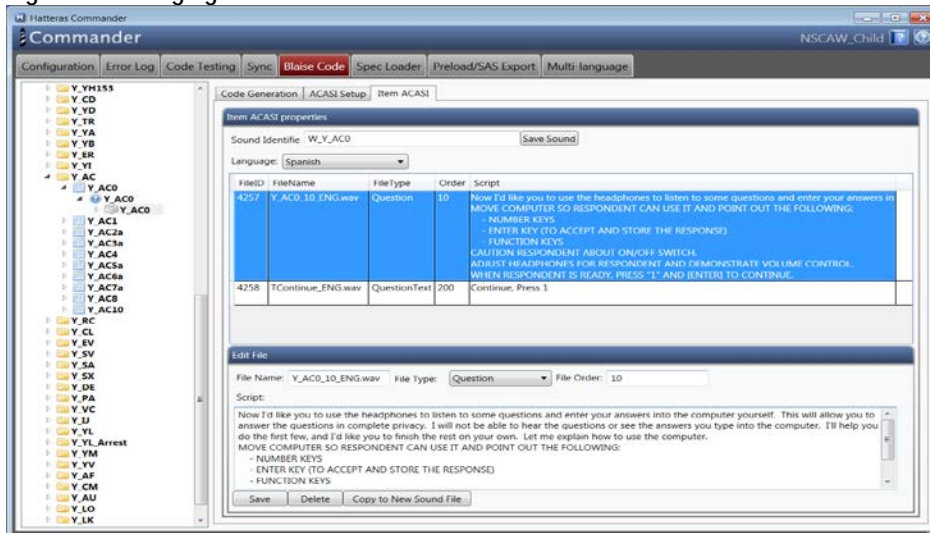 Hatteras Commander
Commander
NSCAW_Child
Configuration Error Log Code Testing Sync Blaise Code Spec Loader Preload/SAS Export Multi-language
Y_YH153
Y_CD
Y_YD
Y_TR
Y_YA
Y_YB
Y_ER
Y_YI
Y_AC
Y_AC0
Y_AC0
Y_AC0
Y_AC1
Y_AC2a
Y_AC3a
Y_AC4
Y_AC5a
Y_AC6a
Y_AC7a
Y_AC8
Y_AC10
Y_RC
Y_CL
Y_EV
Y_SV
Y_SA
Y_SX
Y_DE
Y_PA
Y_VC
Y_IJ
Y_YL
Y_YL_Arrest
Y_YM
Y_YV
Y_AF
Y_CM
Y_AU
Y_LO
Y_LK
Code Generation ACASI Setup Item ACASI
Item ACASI properties
Sound Identifie W_Y_AC0 Save Sound
Language: Spanish
FileID FileName FileType Order Script
4257 Y_AC0_10_ENG.wav Question 10 Now I'd like you to use the headphones to listen to some questions and enter your answers in
MOVE COMPUTER SO RESPONDENT CAN USE IT AND POINT OUT THE FOLLOWING:
- NUMBER KEYS
- ENTER KEY (TO ACCEPT AND STORE THE RESPONSE)
- FUNCTION KEYS
CAUTION RESPONDENT ABOUT ON/OFF SWITCH.
ADJUST HEADPHONES FOR RESPONDENT AND DEMONSTRATE VOLUME CONTROL.
WHEN RESPONDENT IS READY, PRESS "1" AND [ENTER] TO CONTINUE.
4258 TContinue_ENG.wav QuestionText 200 Continue, Press 1
Edit File
File Name: Y_AC0_10_ENG.wav File Type: Question File Order: 10
Script:
Now I'd like you to use the headphones to listen to some questions and enter your answers into the computer yourself. This will allow you to
answer the questions in complete privacy. I will not be able to hear the questions or see the answers you type into the computer. I'll help you
do the first few, and I'd like you to finish the rest on your own. Let me explain how to use the computer.
MOVE COMPUTER SO RESPONDENT CAN USE IT AND POINT OUT THE FOLLOWING:
- NUMBER KEYS
- ENTER KEY (TO ACCEPT AND STORE THE RESPONSE)
- FUNCTION KEYS
Save Delete Copy to New Sound File